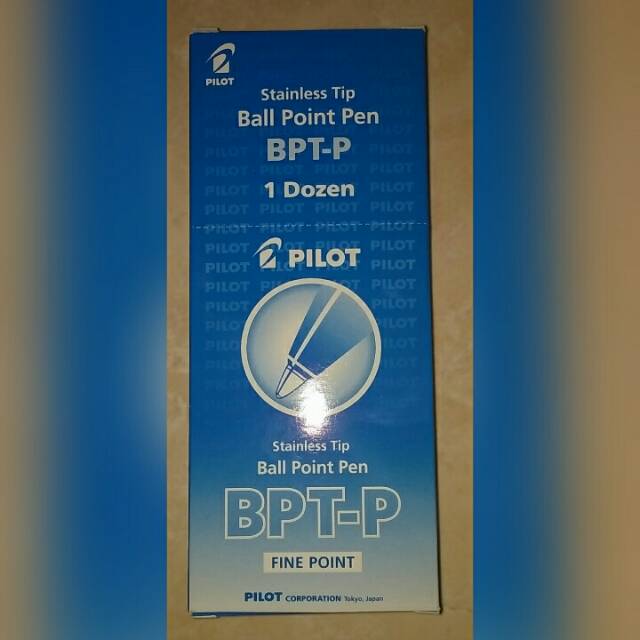 PILOT
Stainless Tip
Ball Point Pen
BPT-P
1 Dozen
PILOT
Stainless Tip
Ball Point Pen
BPT-P
FINE POINT
PILOT CORPORATION Tokyo, Japan